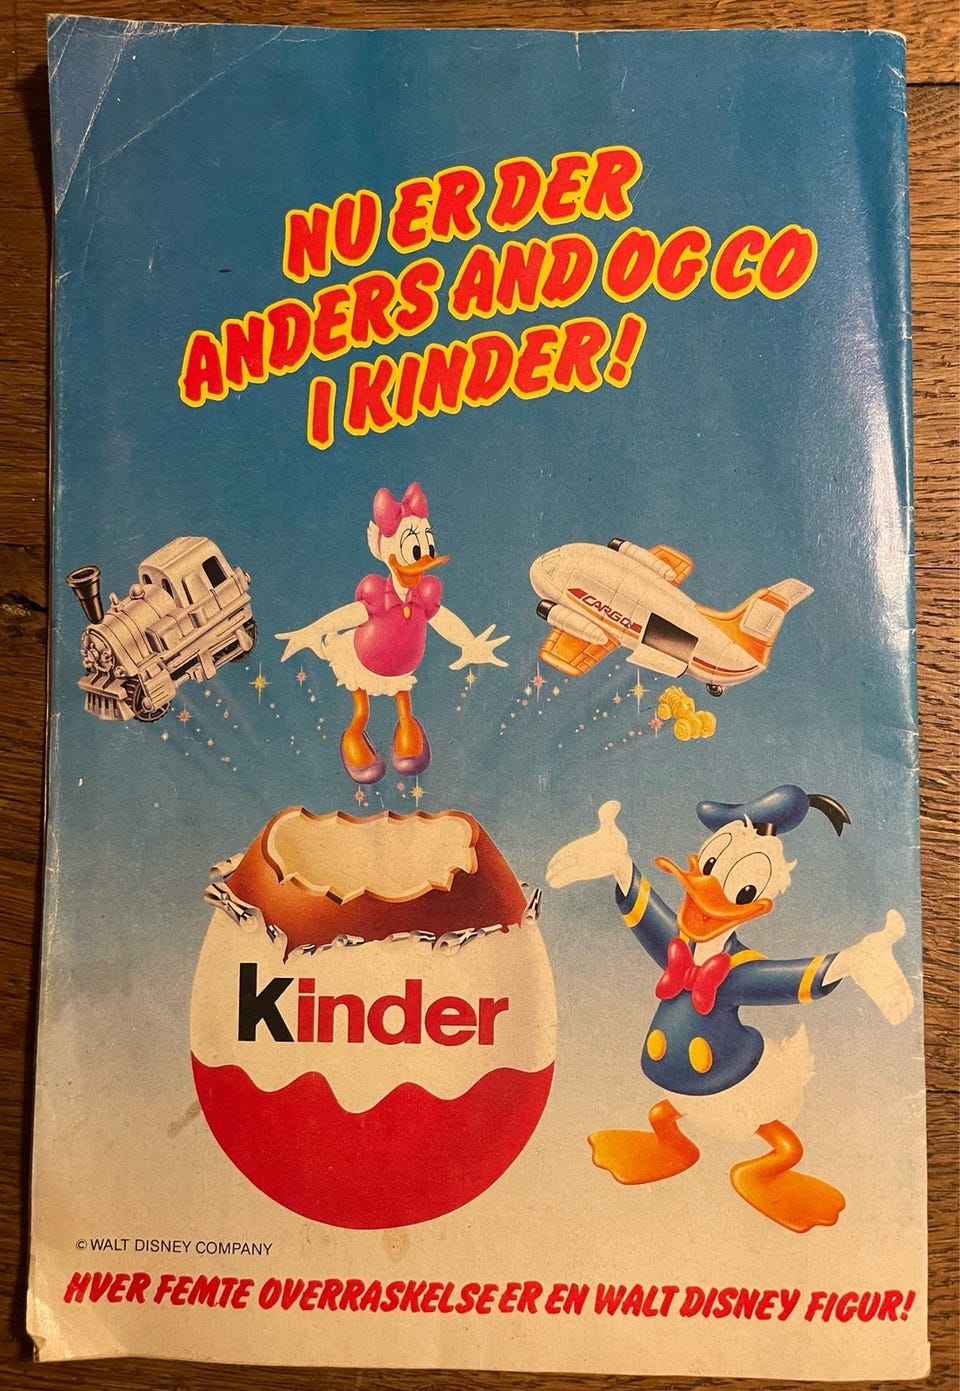 NU ER DER
ANDERS AND OG CO
I KINDER!
CARGO
Kinder
© WALT DISNEY COMPANY
HVER FEMTE OVERRASKELSE ER EN WALT DISNEY FIGUR!